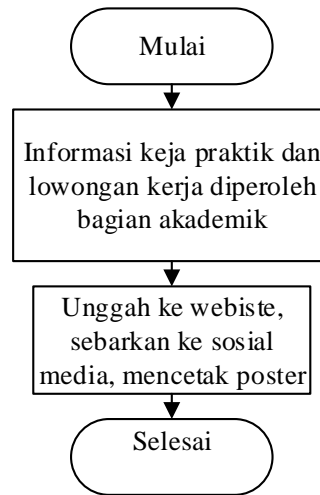 Mulai
Informasi keja praktik dan
lowongan kerja diperoleh
bagian akademik
Unggah ke webiste,
sebarkan ke sosial
media, mencetak poster
Selesai